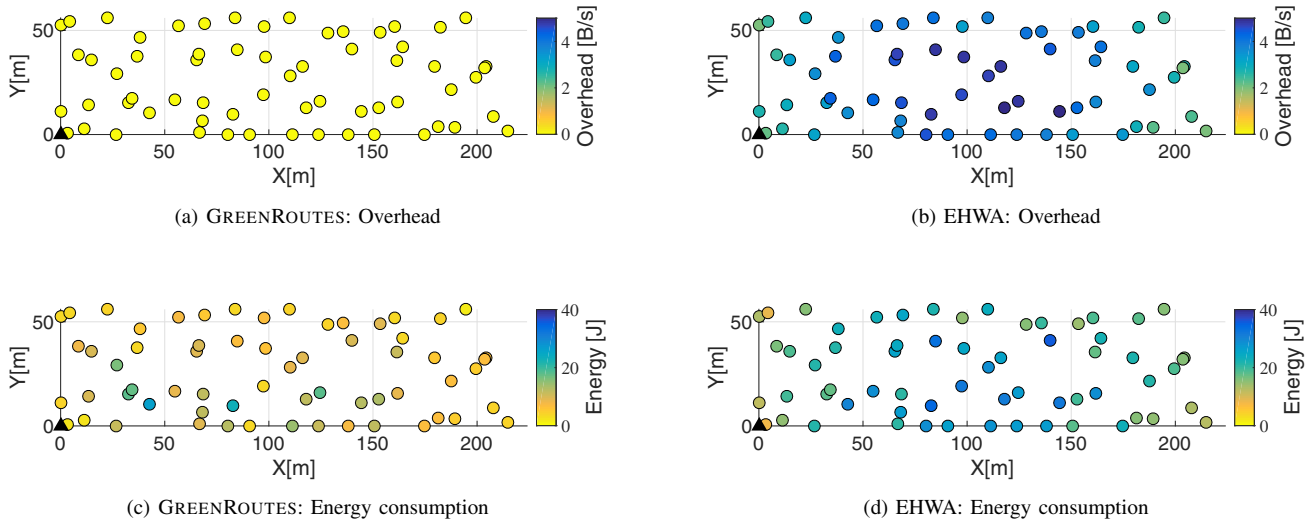 50
0
Y[m]
0 50 100 150 200
X[m]
4
2
0
Overhead [B/s]
(a) GREENROUTES: Overhead
50
0
Y[m]
0 50 100 150 200
X[m]
4
2
0
Overhead [B/s]
(b) EHWA: Overhead
50
0
Y[m]
0 50 100 150 200
X[m]
40
20
0
Energy [J]
(c) GREENROUTES: Energy consumption
50
0
Y[m]
0 50 100 150 200
X[m]
40
20
0
Energy [J]
(d) EHWA: Energy consumption